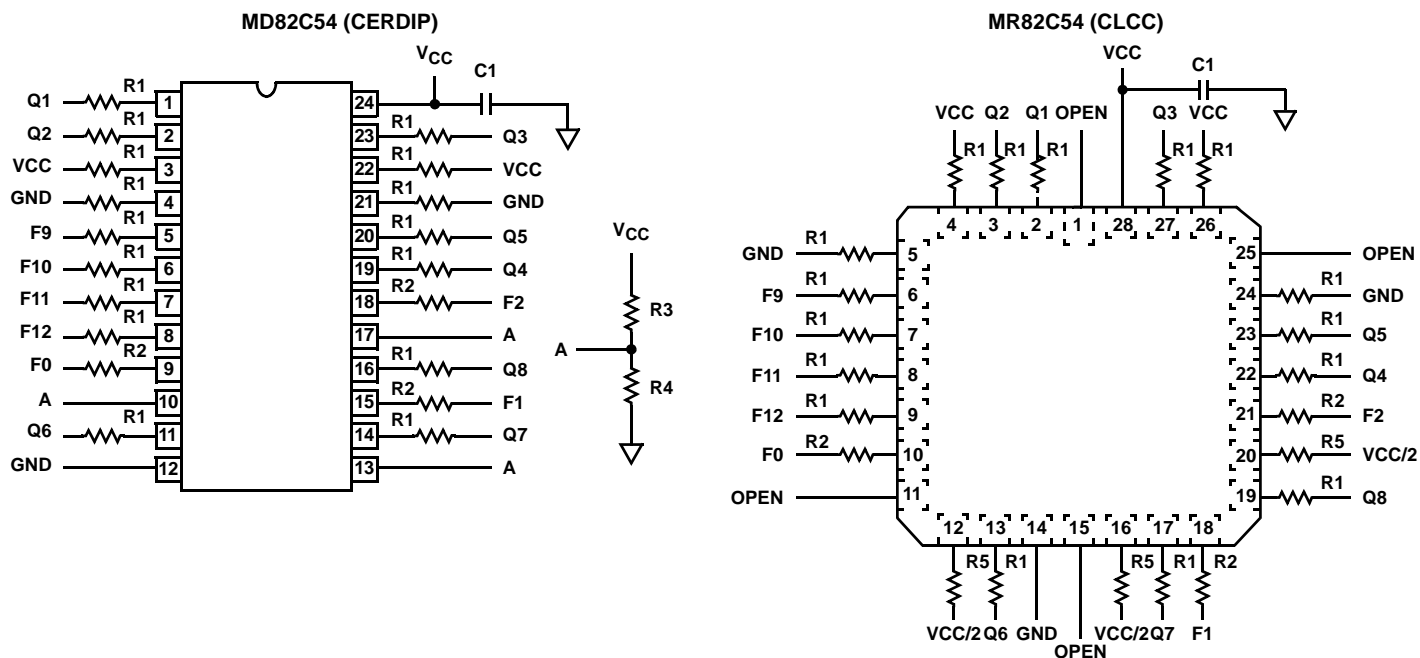 MD82C54 (CERDIP)
VCC
C1
Q1 R1 1
Q2 R1 2
VCC R1 3
GND R1 4
F9 R1 5
F10 R1 6
F11 R1 7
F12 R1 8
F0 R2 9
A 10
Q6 R1 11
GND 12
24
23 R1 Q3
22 R1 VCC
21 R1 GND
20 R1 Q5
19 R1 Q4
18 R2 F2
17 A
16 R1 Q8
15 R2 F1
14 R1 Q7
13 A
VCC
R3
A
R4
MR82C54 (CLCC)
VCC
C1
VCC Q2 Q1 OPEN Q3 VCC
R1 R1 R1 R1 R1
4 3 2 1 28 27 26
GND R1 5
F9 R1 6
F10 R1 7
F11 R1 8
F12 R1 9
F0 R2 10
OPEN 11
25 OPEN
24 R1 GND
23 R1 Q5
22 R1 Q4
21 R2 F2
20 R5 VCC/2
19 R1 Q8
12 13 14 15 16 17 18
R5 R1 R5 R1 R2
VCC/2 Q6 GND VCC/2 Q7 F1
OPEN